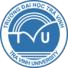 TRƯỜNG ĐẠI HỌC TRÀ VINH
TVU
TRA VINH UNIVERSITY